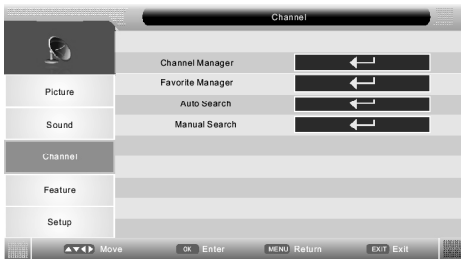 Channel
Channel Manager
Favorite Manager
Auto Search
Manual Search
Picture
Sound
Channel
Feature
Setup
Move OK Enter MENU Return EXIT Exit